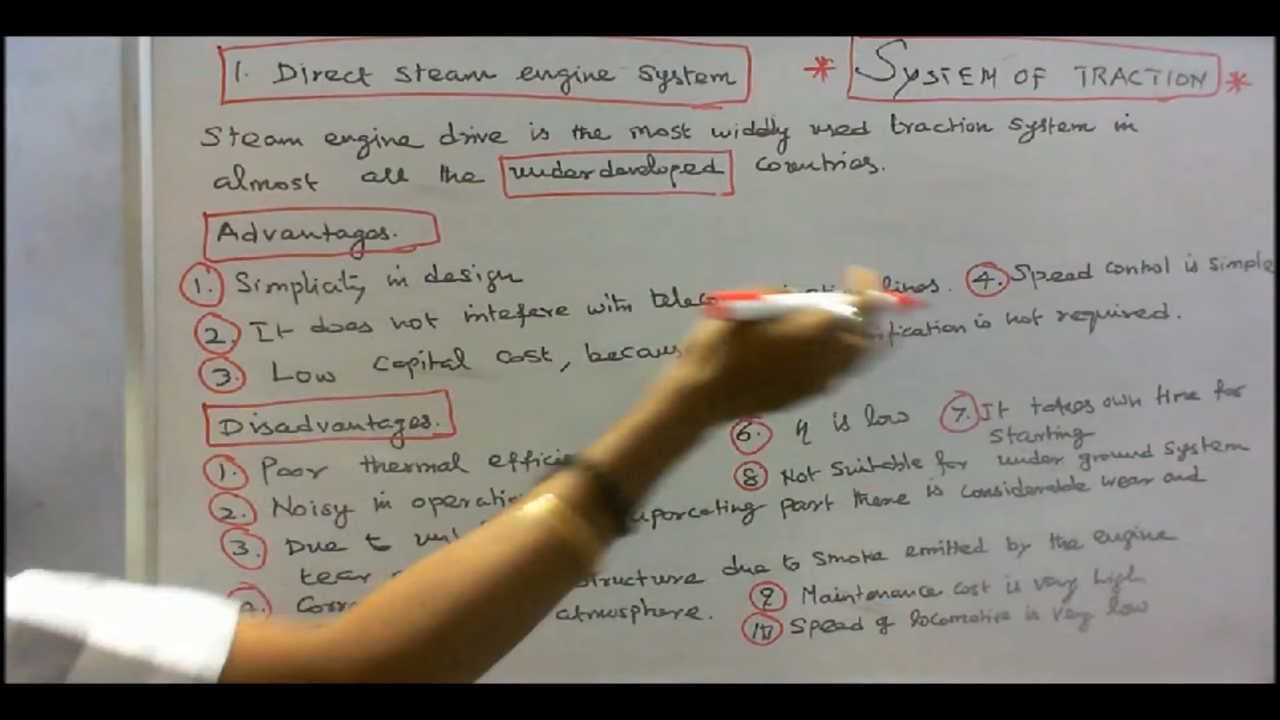 1. Direct steam engine system
* SYSTEM OF TRACTION *
Steam engine drive is the most widdly used traction system in
almost all the underdeveloped countries.
Advantages.
1. Simplicity in design
2. It does not intefere with lines. 4. Spead control is simple
3. Low capital cost, is not required.
Disadvantages.
1. Poor thermal 6. η is low 7. It takes own time for
starting
2. Noisy in 8 Not suitable for under ground system
3. Due to part there is considerable wear and
tear
due to smoke emitted by the engine
atmosphere. 9 Maintenance cost is very high
10 Spead of locomotive is very low